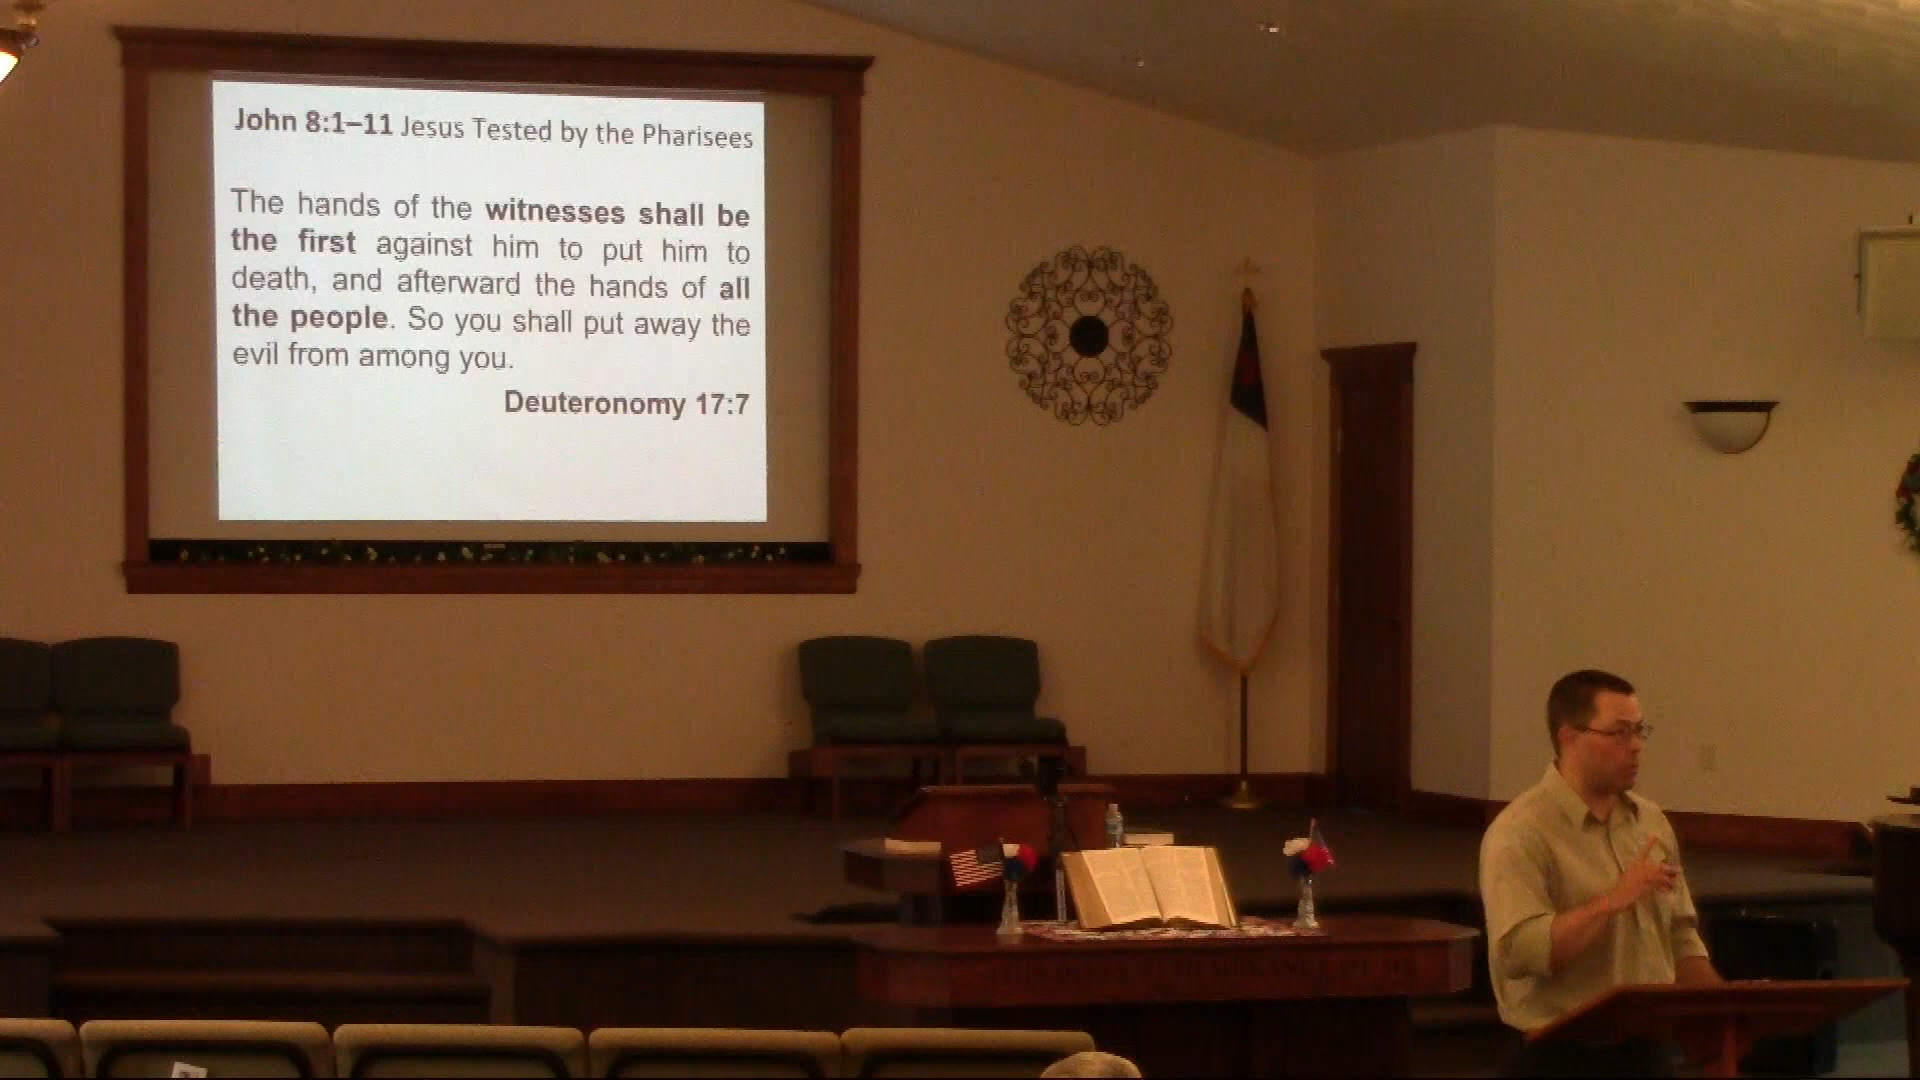 John 8:1–11 Jesus Tested by the Pharisees
The hands of the witnesses shall be
the first against him to put him to
death, and afterward the hands of all
the people. So you shall put away the
evil from among you.
Deuteronomy 17:7